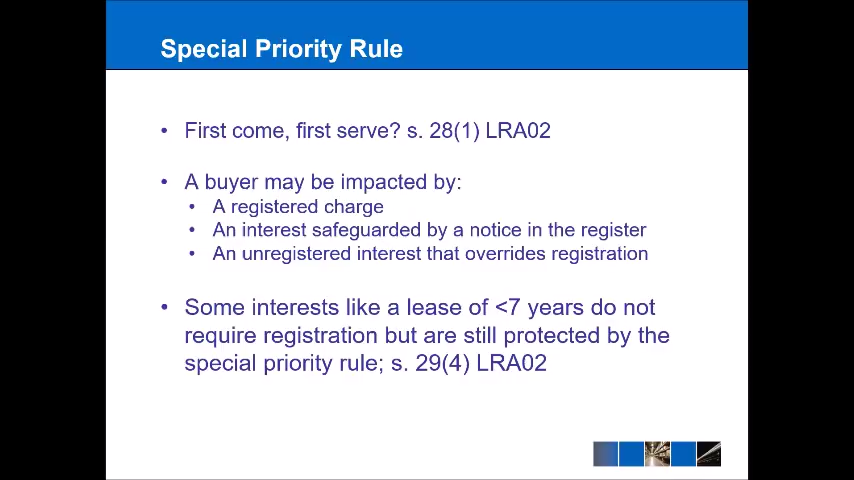 Special Priority Rule
• First come, first serve? s. 28(1) LRA02
• A buyer may be impacted by:
• A registered charge
• An interest safeguarded by a notice in the register
• An unregistered interest that overrides registration
• Some interests like a lease of <7 years do not
require registration but are still protected by the
special priority rule; s. 29(4) LRA02